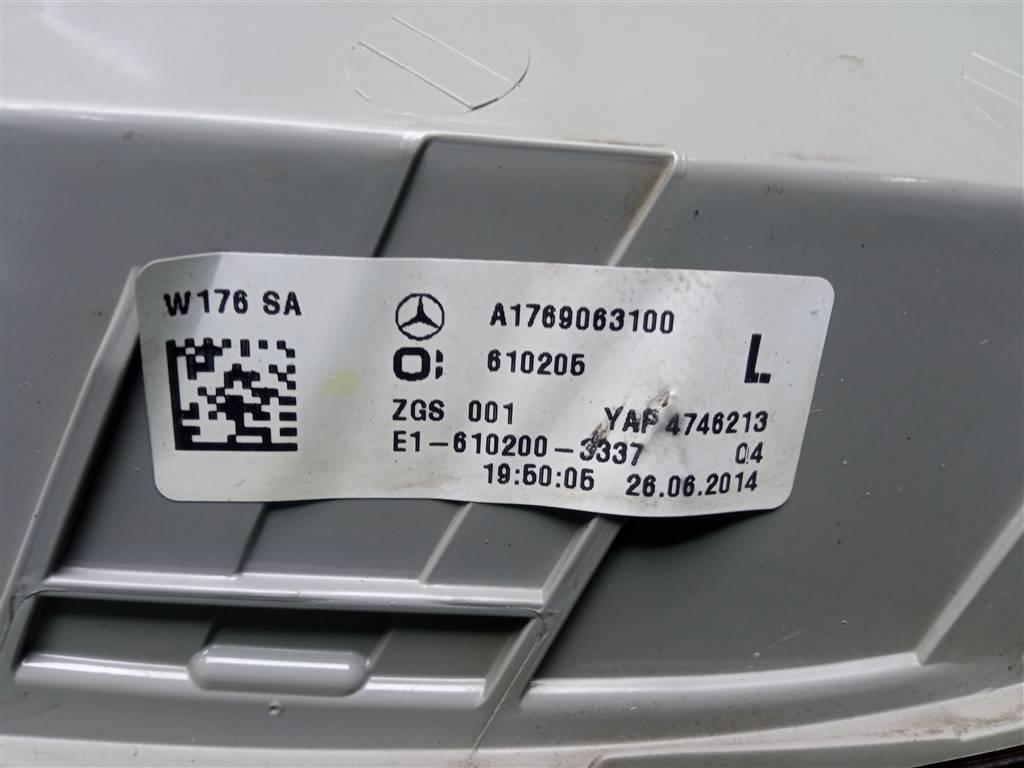 W176 SA
A1769063100
610205
L
ZGS 001 YAP 4746213
E1-610200-3337 04
19:50:05 26.06.2014